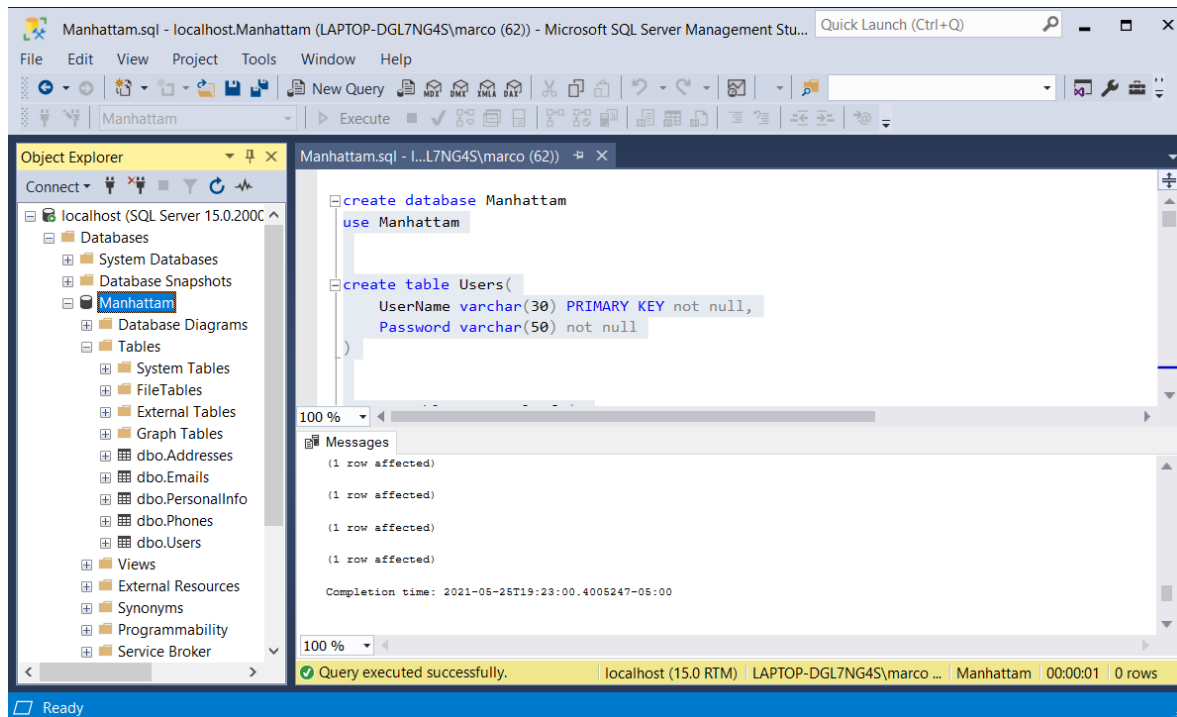 Manhattam.sql - localhost.Manhattam (LAPTOP-DGL7NG4S\marco (62)) - Microsoft SQL Server Management Stu...
Quick Launch (Ctrl+Q)
File Edit View Project Tools Window Help
New Query MDX DMX XMLA DAX
Manhattam Execute
Object Explorer
Connect
localhost (SQL Server 15.0.2000
Databases
System Databases
Database Snapshots
Manhattam
Database Diagrams
Tables
System Tables
FileTables
External Tables
Graph Tables
dbo.Addresses
dbo.Emails
dbo.PersonalInfo
dbo.Phones
dbo.Users
Views
External Resources
Synonyms
Programmability
Service Broker
Manhattam.sql - l...L7NG4S\marco (62))
create database Manhattam
use Manhattam
create table Users(
UserName varchar(30) PRIMARY KEY not null,
Password varchar(50) not null
)
100 %
Messages
(1 row affected)
(1 row affected)
(1 row affected)
(1 row affected)
Completion time: 2021-05-25T19:23:00.4005247-05:00
100 %
Query executed successfully. localhost (15.0 RTM) LAPTOP-DGL7NG4S\marco ... Manhattam 00:00:01 0 rows
Ready